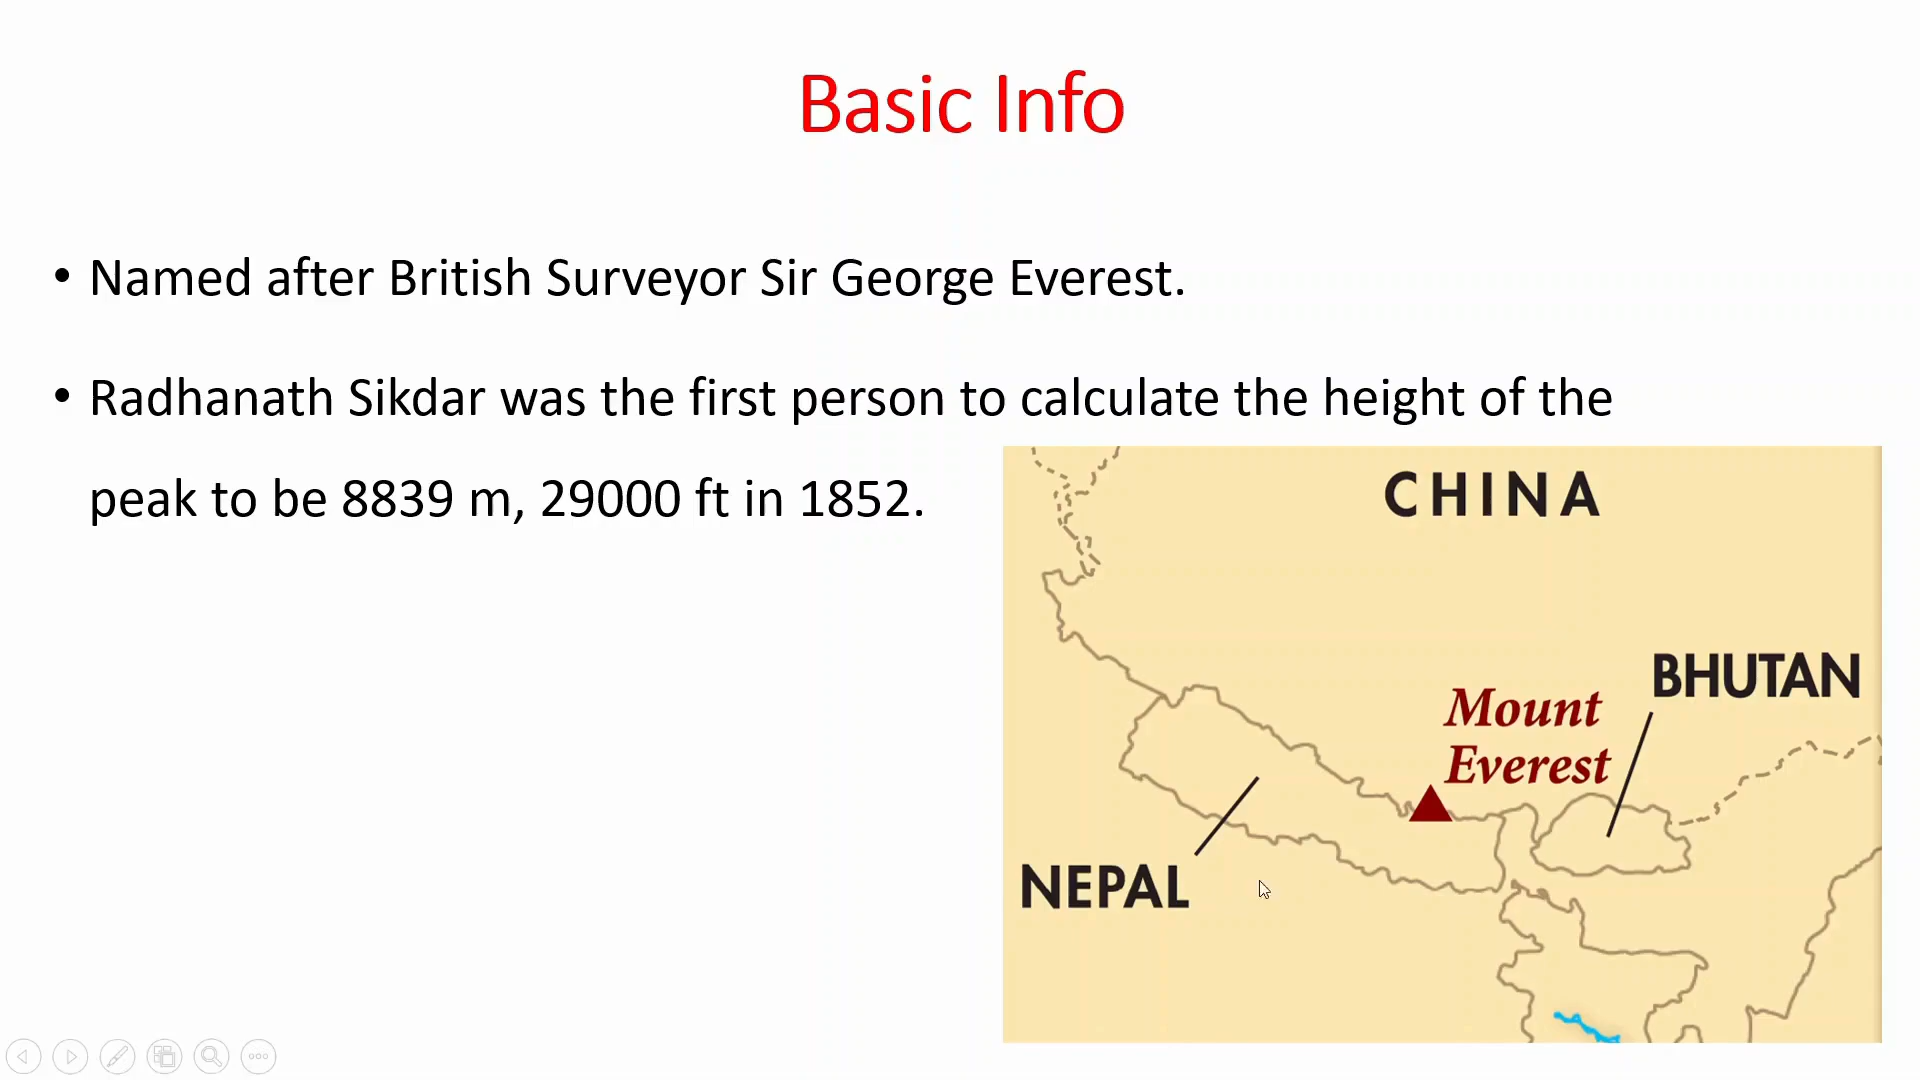 Basic Info
• Named after British Surveyor Sir George Everest.
• Radhanath Sikdar was the first person to calculate the height of the
peak to be 8839 m, 29000 ft in 1852.
CHINA
BHUTAN
Mount
Everest
NEPAL